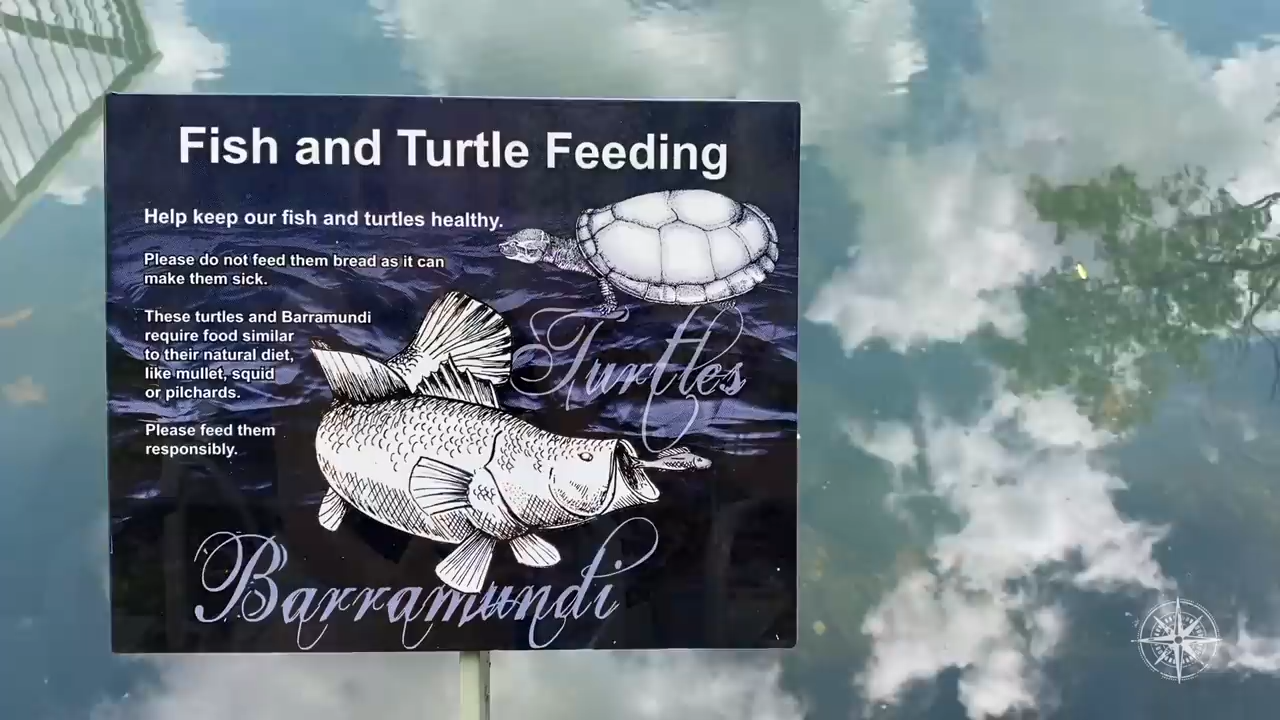 Fish and Turtle Feeding
Help keep our fish and turtles healthy.
Please do not feed them bread as it can
make them sick.
These turtles and Barramundi
require food similar
to their natural diet,
like mullet, squid
or pilchards.
Please feed them
responsibly.
Turtles
Barramundi